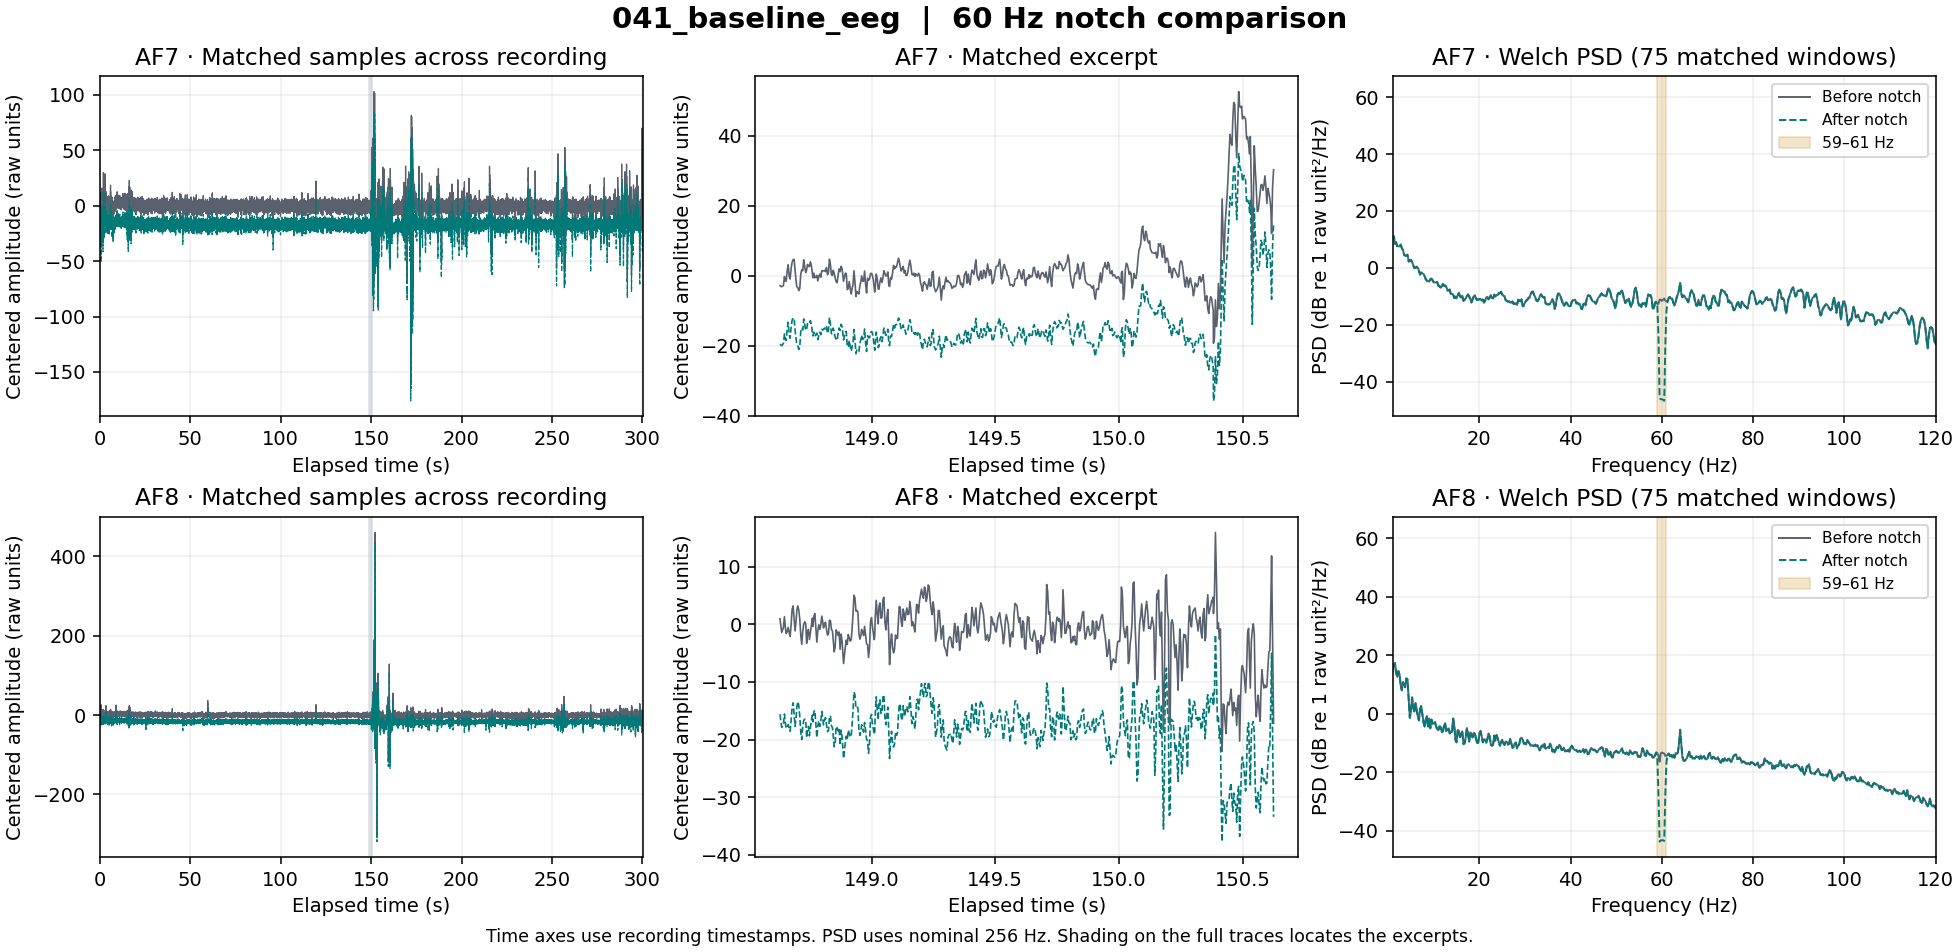 041_baseline_eeg | 60 Hz notch comparison
AF7 · Matched samples across recording
Centered amplitude (raw units)
100
50
0
−50
−100
−150
0 50 100 150 200 250 300
Elapsed time (s)
AF7 · Matched excerpt
Centered amplitude (raw units)
40
20
0
−20
−40
149.0 149.5 150.0 150.5
Elapsed time (s)
AF7 · Welch PSD (75 matched windows)
PSD (dB re 1 raw unit²/Hz)
60
40
20
0
−20
−40
Before notch
After notch
59–61 Hz
20 40 60 80 100 120
Frequency (Hz)
AF8 · Matched samples across recording
Centered amplitude (raw units)
400
200
0
−200
0 50 100 150 200 250 300
Elapsed time (s)
AF8 · Matched excerpt
Centered amplitude (raw units)
10
0
−10
−20
−30
−40
149.0 149.5 150.0 150.5
Elapsed time (s)
AF8 · Welch PSD (75 matched windows)
PSD (dB re 1 raw unit²/Hz)
60
40
20
0
−20
−40
Before notch
After notch
59–61 Hz
20 40 60 80 100 120
Frequency (Hz)
Time axes use recording timestamps. PSD uses nominal 256 Hz. Shading on the full traces locates the excerpts.